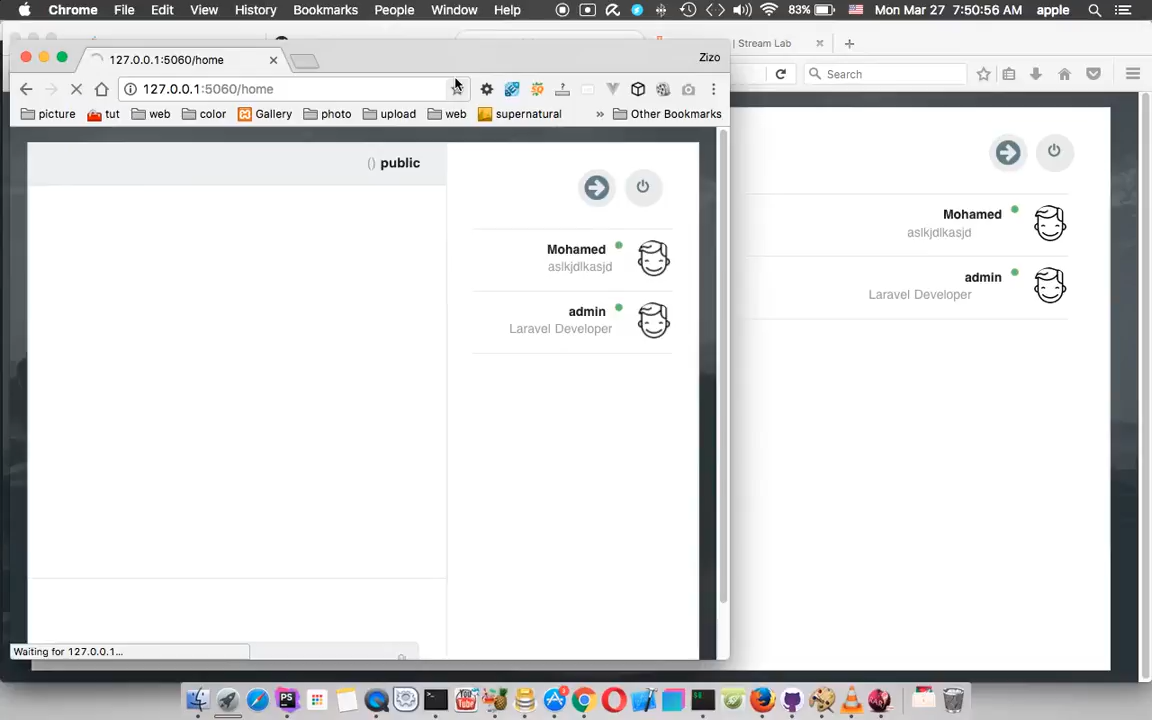 Chrome File Edit View History Bookmarks People Window Help 83% Mon Mar 27 7:50:56 AM apple
127.0.0.1:5060/home
Zizo
Stream Lab
127.0.0.1:5060/home
Search
picture tut web color Gallery photo upload web supernatural » Other Bookmarks
() public
Mohamed
aslkjdlkasjd
admin
Laravel Developer
Mohamed
aslkjdlkasjd
admin
Laravel Developer
Waiting for 127.0.0.1...